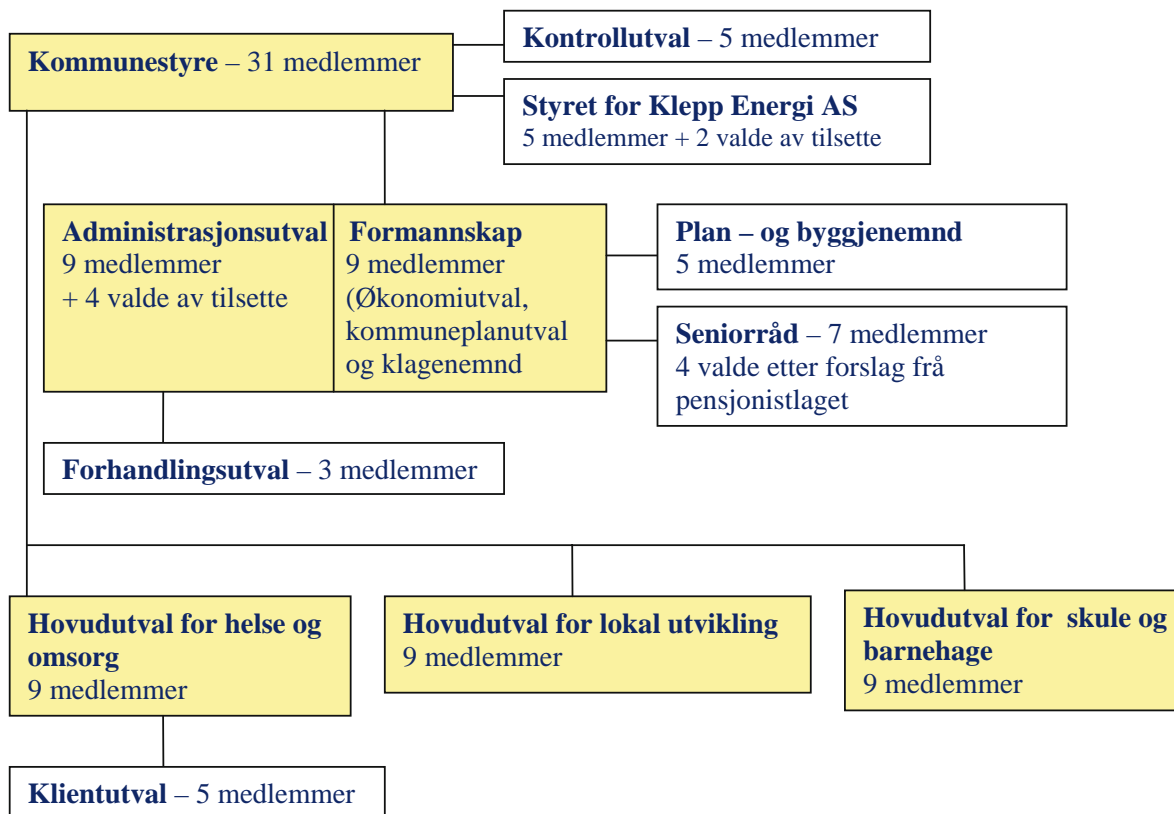 Kommunestyre – 31 medlemmer
Kontrollutval – 5 medlemmer
Styret for Klepp Energi AS
5 medlemmer + 2 valde av tilsette
Administrasjonsutval
9 medlemmer
+ 4 valde av tilsette
Formannskap
9 medlemmer
(Økonomiutval,
kommuneplanutval
og klagenemnd
Plan – og byggjenemnd
5 medlemmer
Seniorråd – 7 medlemmer
4 valde etter forslag frå
pensjonistlaget
Forhandlingsutval – 3 medlemmer
Hovudutval for helse og
omsorg
9 medlemmer
Hovudutval for lokal utvikling
9 medlemmer
Hovudutval for skule og
barnehage
9 medlemmer
Klientutval – 5 medlemmer